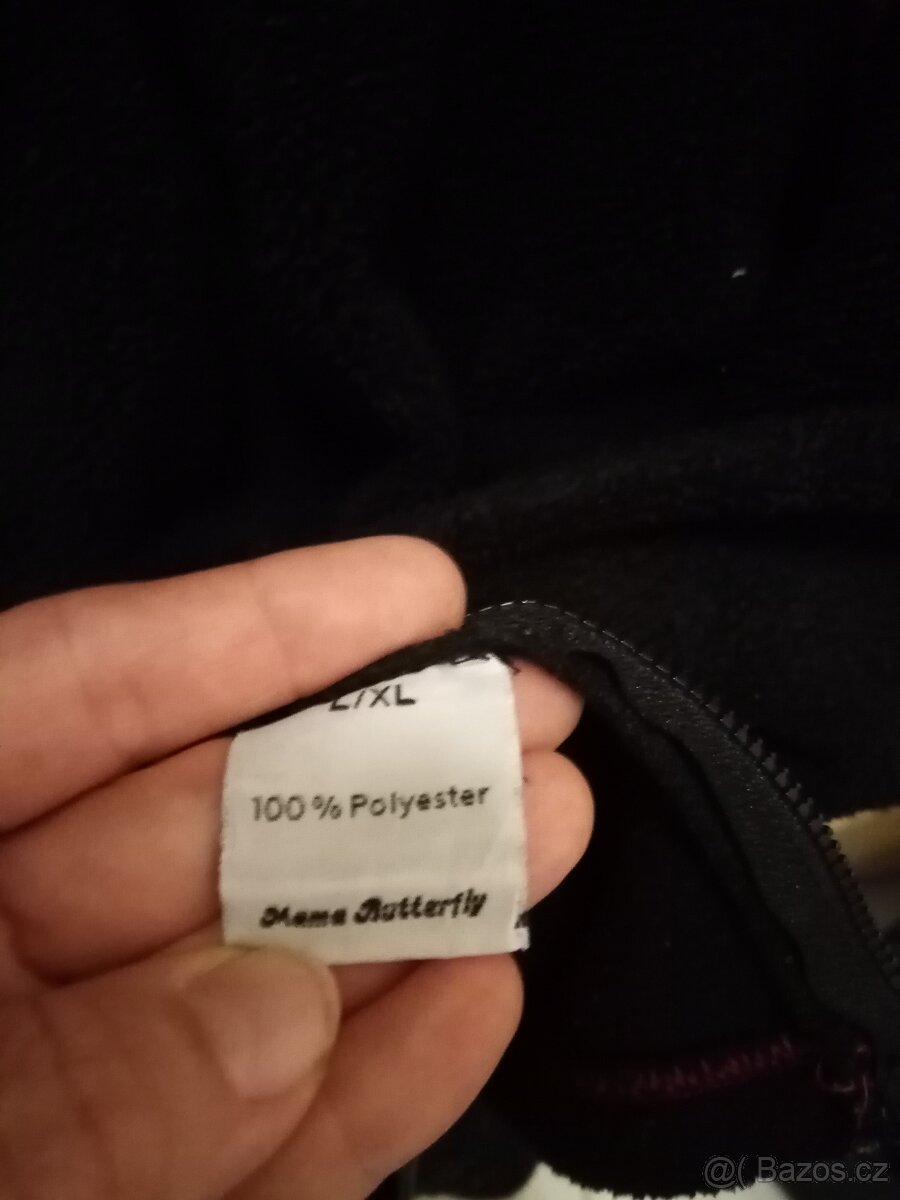 L/XL
100 % Polyester
Mama Butterfly
@( Bazos.cz